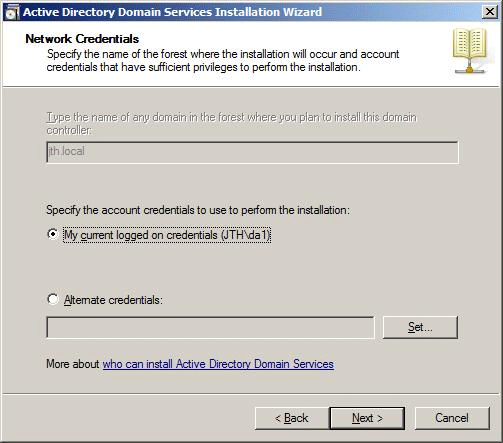 Active Directory Domain Services Installation Wizard
Network Credentials
Specify the name of the forest where the installation will occur and account
credentials that have sufficient privileges to perform the installation.
Type the name of any domain in the forest where you plan to install this domain
controller:
jth.local
Specify the account credentials to use to perform the installation:
My current logged on credentials (JTH\da1)
Alternate credentials:
Set...
More about who can install Active Directory Domain Services
< Back Next > Cancel